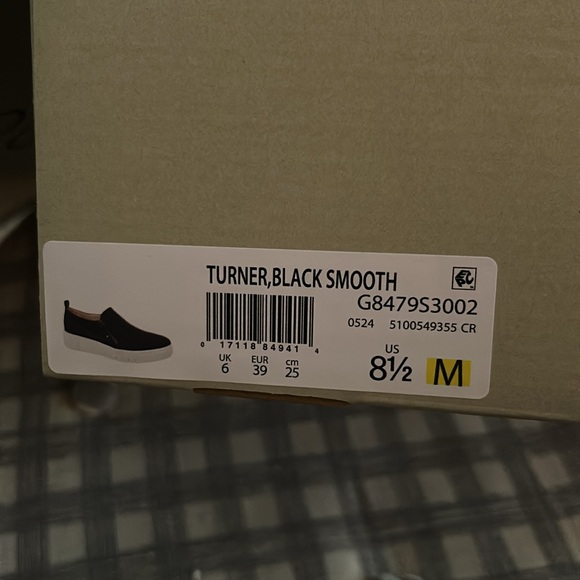 TURNER,BLACK SMOOTH
G8479S3002
0 17118 84941 4
0524 5100549355 CR
UK EUR cm US
6 39 25 8½ M